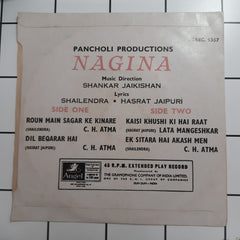 EMEC. 1357
PANCHOLI PRODUCTIONS
NAGINA
Music Direction
SHANKAR JAIKISHAN
Lyrics
SHAILENDRA • HASRAT JAIPURI
SIDE ONE
ROUN MAIN SAGAR KE KINARE
(SHAILENDRA) C. H. ATMA
DIL BEQARAR HAI
(HASRAT JAIPURI) C. H. ATMA
SIDE TWO
KAISI KHUSHI KI HAI RAAT
(HASRAT JAIPURI) LATA MANGESHKAR
EK SITARA HAI AKASH MEN
(SHAILENDRA) C. H. ATMA
Angel
45 R.P.M. EXTENDED PLAY RECORD
THE GRAMOPHONE COMPANY OF INDIA LIMITED.